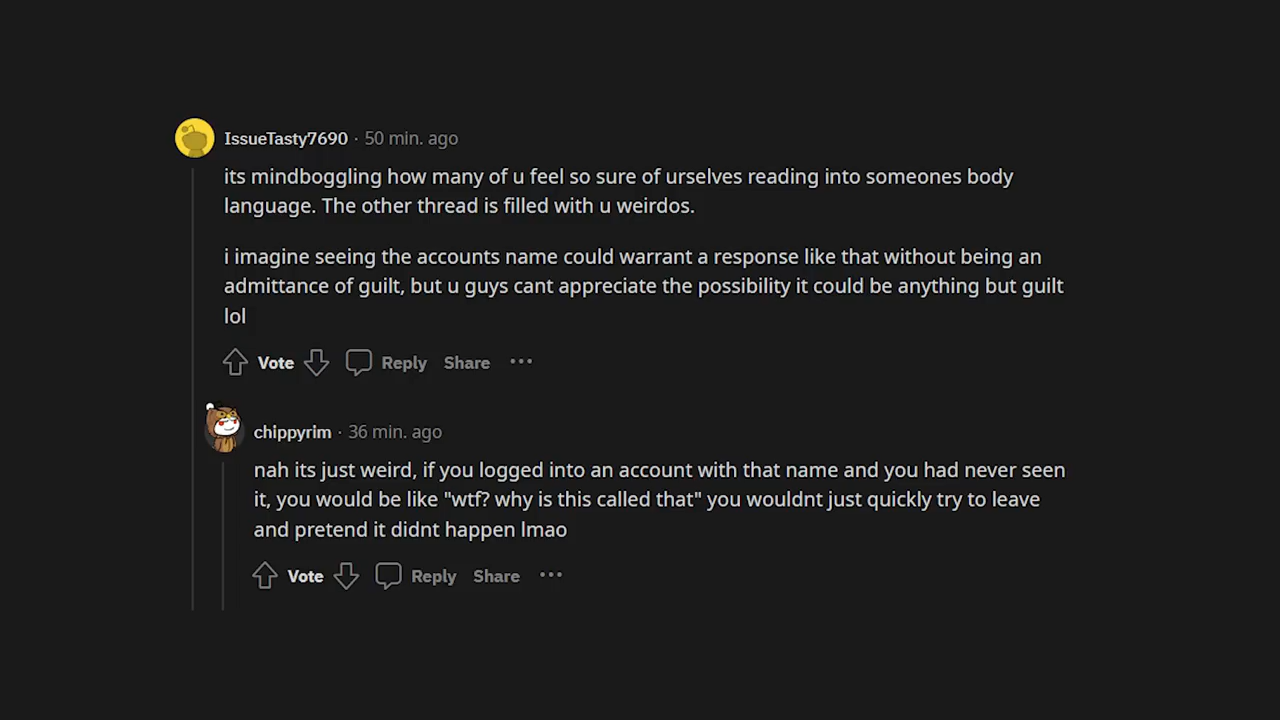 IssueTasty7690 · 50 min. ago
its mindboggling how many of u feel so sure of urselves reading into someones body
language. The other thread is filled with u weirdos.
i imagine seeing the accounts name could warrant a response like that without being an
admittance of guilt, but u guys cant appreciate the possibility it could be anything but guilt
lol
Vote Reply Share ···
chippyrim · 36 min. ago
nah its just weird, if you logged into an account with that name and you had never seen
it, you would be like "wtf? why is this called that" you wouldnt just quickly try to leave
and pretend it didnt happen lmao
Vote Reply Share ···